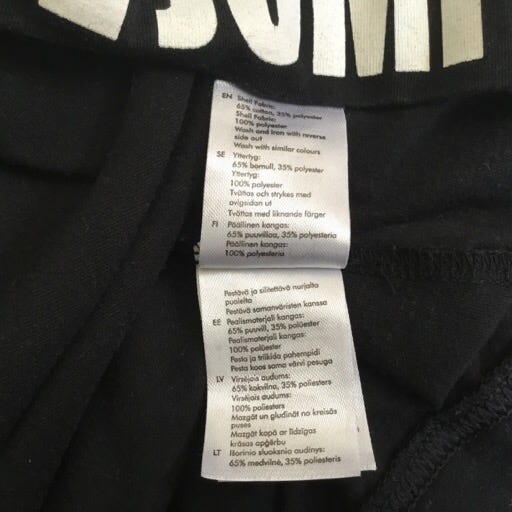 EN Shell Fabric:
65% cotton, 35% polyester
Shell Fabric:
100% polyester
Wash and iron with reverse
side out
Wash with similar colours
SE Yttertyg:
65% bomull, 35% polyester
Yttertyg:
100% polyester
Tvättas och strykes med
avigsidan ut
Tvättas med liknande färger
FI Päällinen kangas:
65% puuvillaa, 35% polyesteria
Päällinen kangas:
100% polyesteria
Pestävä ja silitettävä nurjalta
puolelta
Pestävä samanväristen kanssa
EE Pealismaterjali kangas:
65% puuvill, 35% polüester
Pealismaterjali kangas:
100% polüester
Pesta ja triikida pahempidi
Pesta koos sama värvi pesuga
LV Virsējais audums:
65% kokvilna, 35% poliesters
Virsējais audums:
100% poliesters
Mazgāt un gludināt no kreisās
puses
Mazgāt kopā ar līdzīgas
krāsas apģērbu
LT Išorinio sluoksnio audinys:
65% medvilnė, 35% poliesteris